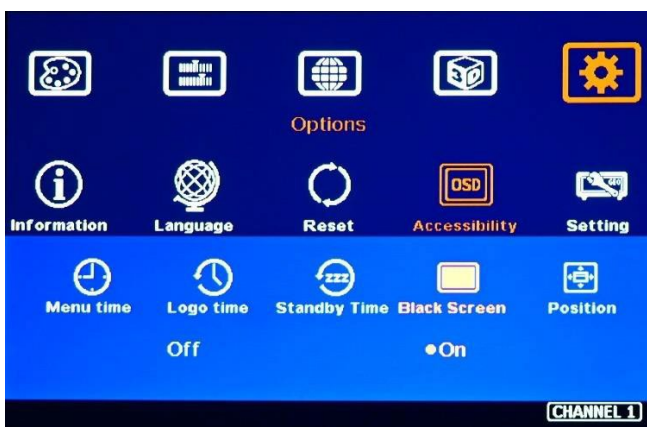 3D
Options
OSD
Information Language Reset Accessibility Setting
zzz
Menu time Logo time Standby Time Black Screen Position
Off ●On
CHANNEL 1